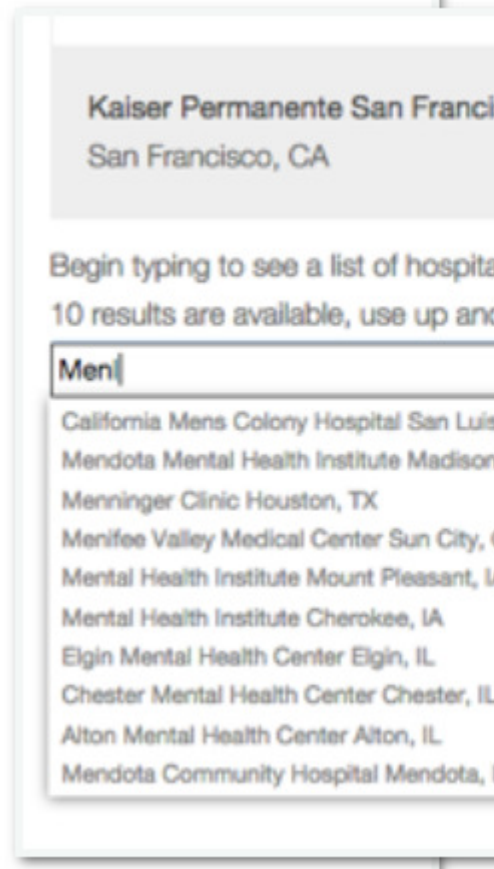 Kaiser Permanente San Franci
San Francisco, CA
Begin typing to see a list of hospita
10 results are available, use up and
Men
California Mens Colony Hospital San Luis
Mendota Mental Health Institute Madison
Menninger Clinic Houston, TX
Menifee Valley Medical Center Sun City,
Mental Health Institute Mount Pleasant, IA
Mental Health Institute Cherokee, IA
Elgin Mental Health Center Elgin, IL
Chester Mental Health Center Chester, IL
Alton Mental Health Center Alton, IL
Mendota Community Hospital Mendota,